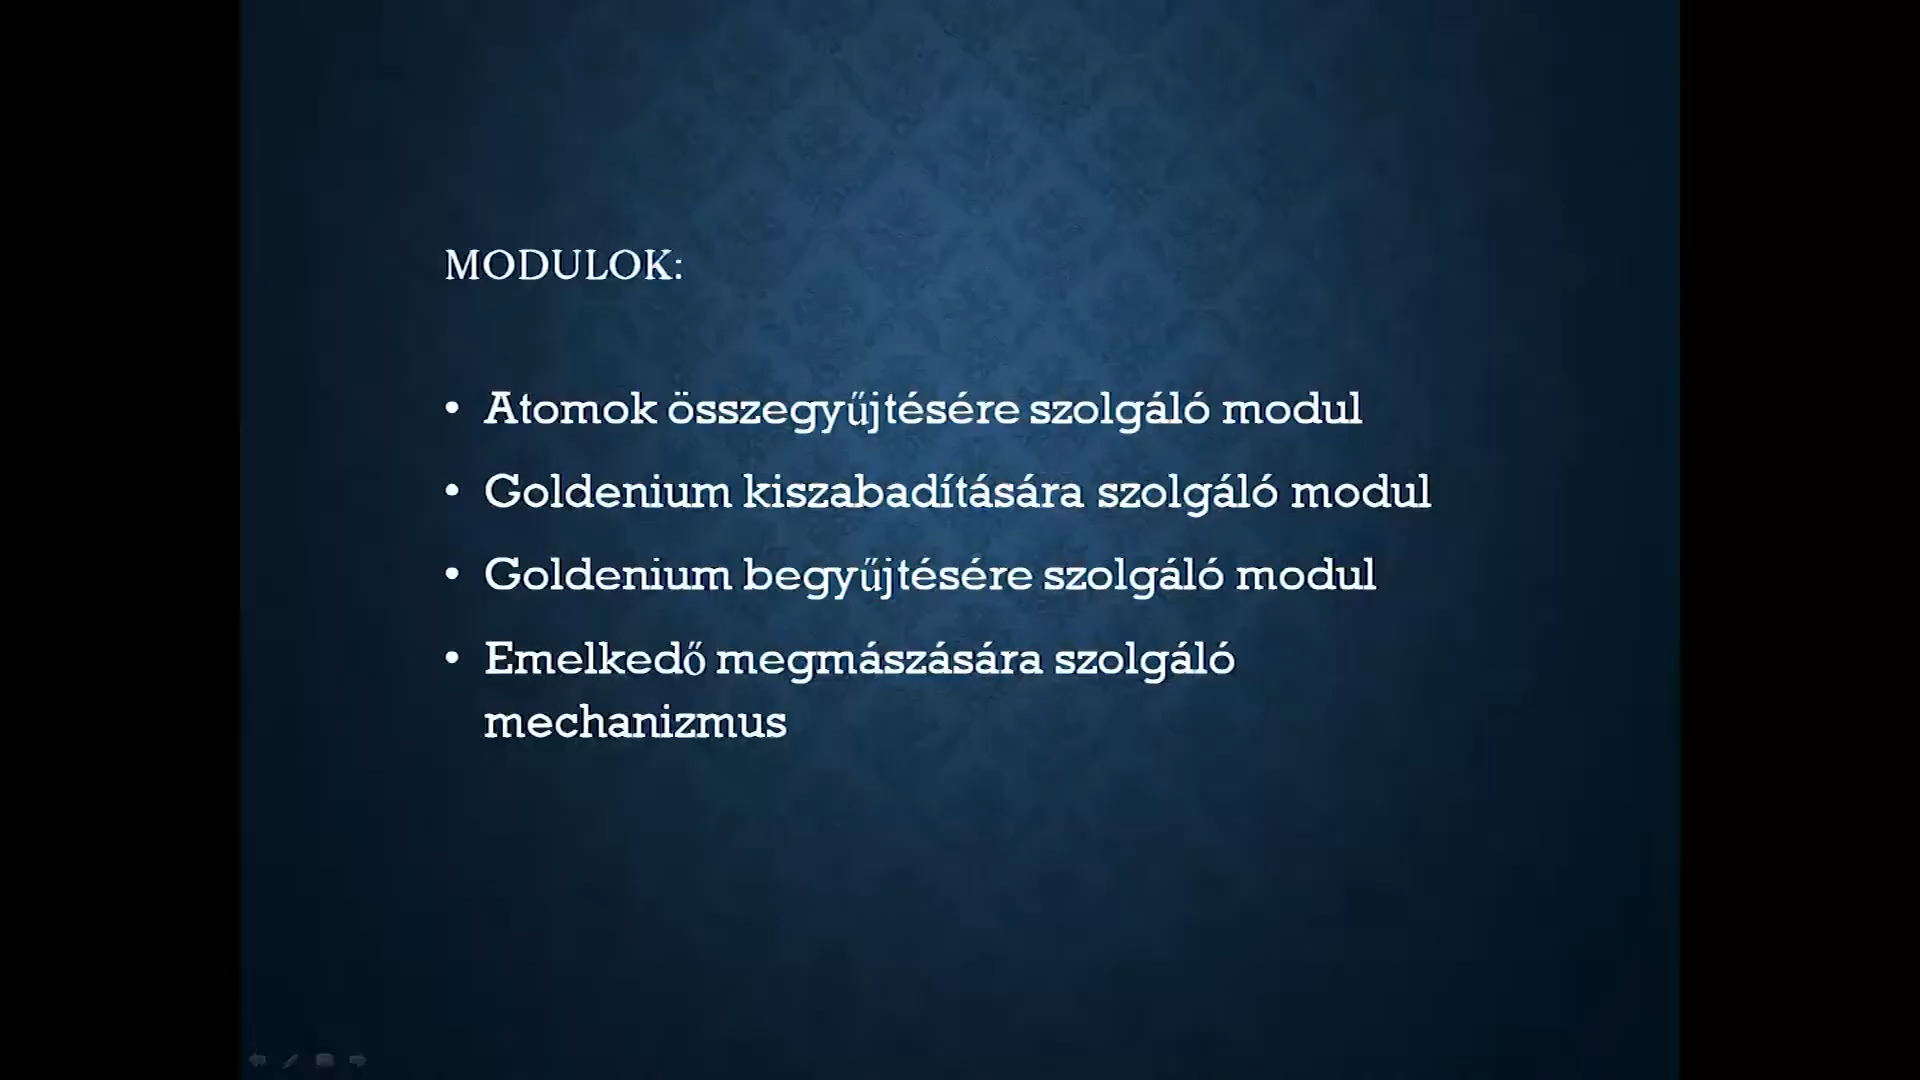 MODULOK:
• Atomok összegyűjtésére szolgáló modul
• Goldenium kiszabadítására szolgáló modul
• Goldenium begyűjtésére szolgáló modul
• Emelkedő megmászására szolgáló
mechanizmus